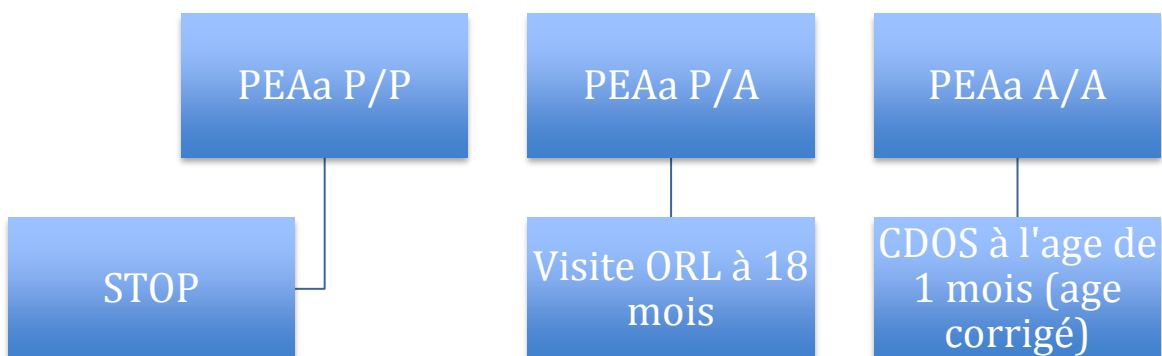 PEAa P/P
PEAa P/A
PEAa A/A
STOP
Visite ORL à 18
mois
CDOS à l'age de
1 mois (age
corrigé)